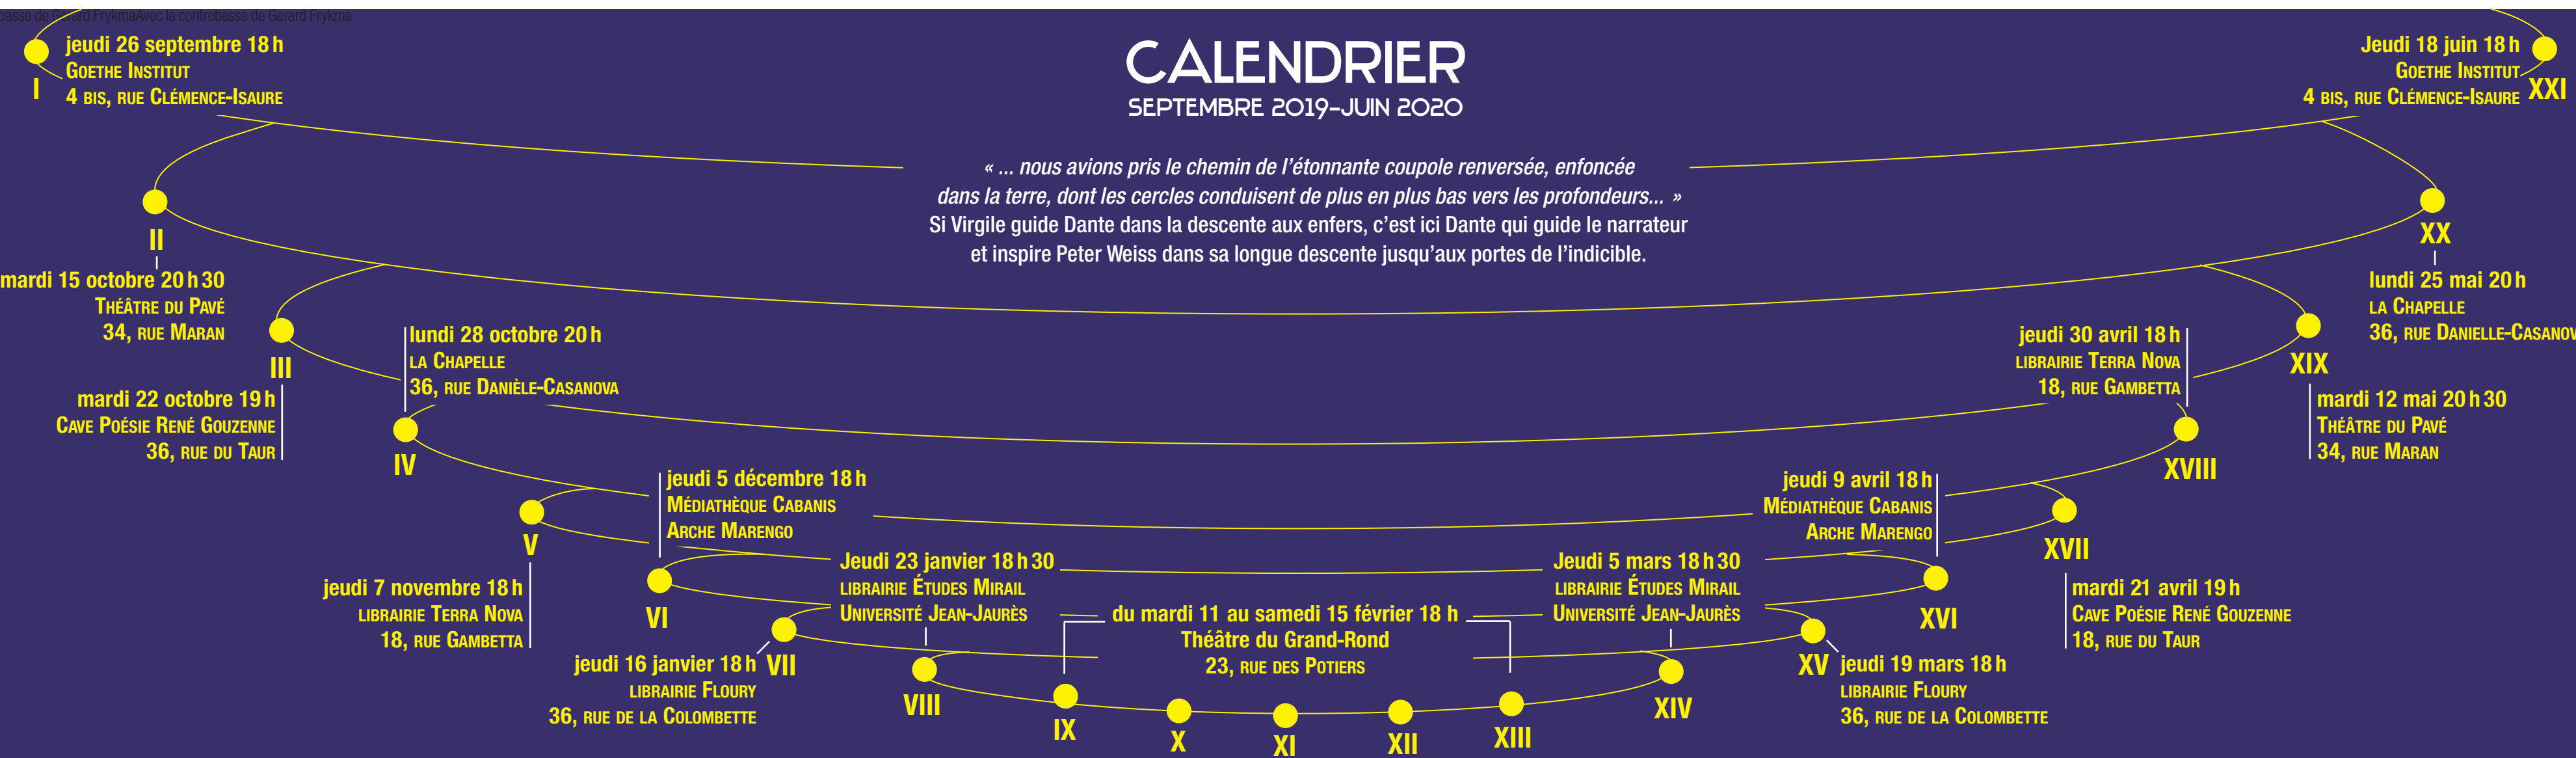 basse de Gerard FrykmaAvec la contrebasse de Gerard Frykma
CALENDRIER
SEPTEMBRE 2019-JUIN 2020
« ... nous avions pris le chemin de l’étonnante coupole renversée, enfoncée
dans la terre, dont les cercles conduisent de plus en plus bas vers les profondeurs... »
Si Virgile guide Dante dans la descente aux enfers, c’est ici Dante qui guide le narrateur
et inspire Peter Weiss dans sa longue descente jusqu’aux portes de l’indicible.
jeudi 26 septembre 18 h
GOETHE INSTITUT
4 BIS, RUE CLÉMENCE-ISAURE
I
II
mardi 15 octobre 20 h 30
THÉÂTRE DU PAVÉ
34, RUE MARAN
III
mardi 22 octobre 19 h
CAVE POÉSIE RENÉ GOUZENNE
36, RUE DU TAUR
lundi 28 octobre 20 h
LA CHAPELLE
36, RUE DANIÈLE-CASANOVA
IV
V
jeudi 7 novembre 18 h
LIBRAIRIE TERRA NOVA
18, RUE GAMBETTA
jeudi 5 décembre 18 h
MÉDIATHÈQUE CABANIS
ARCHE MARENGO
VI
VII
jeudi 16 janvier 18 h
LIBRAIRIE FLOURY
36, RUE DE LA COLOMBETTE
Jeudi 23 janvier 18 h 30
LIBRAIRIE ÉTUDES MIRAIL
UNIVERSITÉ JEAN-JAURÈS
VIII
du mardi 11 au samedi 15 février 18 h
Théâtre du Grand-Rond
23, RUE DES POTIERS
IX
X
XI
XII
XIII
Jeudi 5 mars 18 h 30
LIBRAIRIE ÉTUDES MIRAIL
UNIVERSITÉ JEAN-JAURÈS
XIV
XV
jeudi 19 mars 18 h
LIBRAIRIE FLOURY
36, RUE DE LA COLOMBETTE
jeudi 9 avril 18 h
MÉDIATHÈQUE CABANIS
ARCHE MARENGO
XVI
XVII
mardi 21 avril 19 h
CAVE POÉSIE RENÉ GOUZENNE
18, RUE DU TAUR
jeudi 30 avril 18 h
LIBRAIRIE TERRA NOVA
18, RUE GAMBETTA
XVIII
XIX
mardi 12 mai 20 h 30
THÉÂTRE DU PAVÉ
34, RUE MARAN
XX
lundi 25 mai 20 h
LA CHAPELLE
36, RUE DANIELLE-CASANOV
Jeudi 18 juin 18 h
GOETHE INSTITUT
4 BIS, RUE CLÉMENCE-ISAURE
XXI